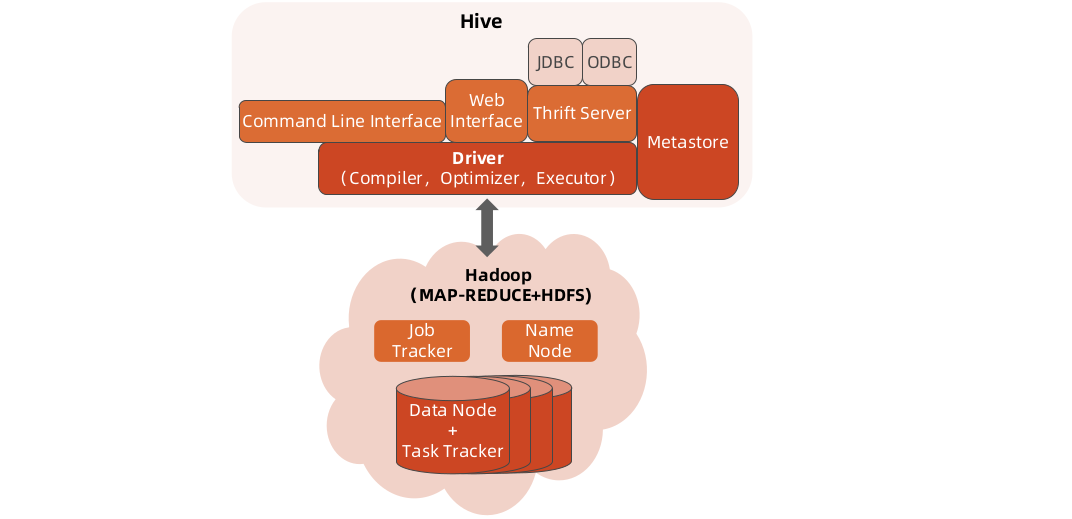 Hive
JDBC
ODBC
Web
Interface
Thrift Server
Command Line Interface
Metastore
Driver
（Compiler，Optimizer，Executor）
Hadoop
（MAP-REDUCE+HDFS）
Job
Tracker
Name
Node
Data Node
+
Task Tracker